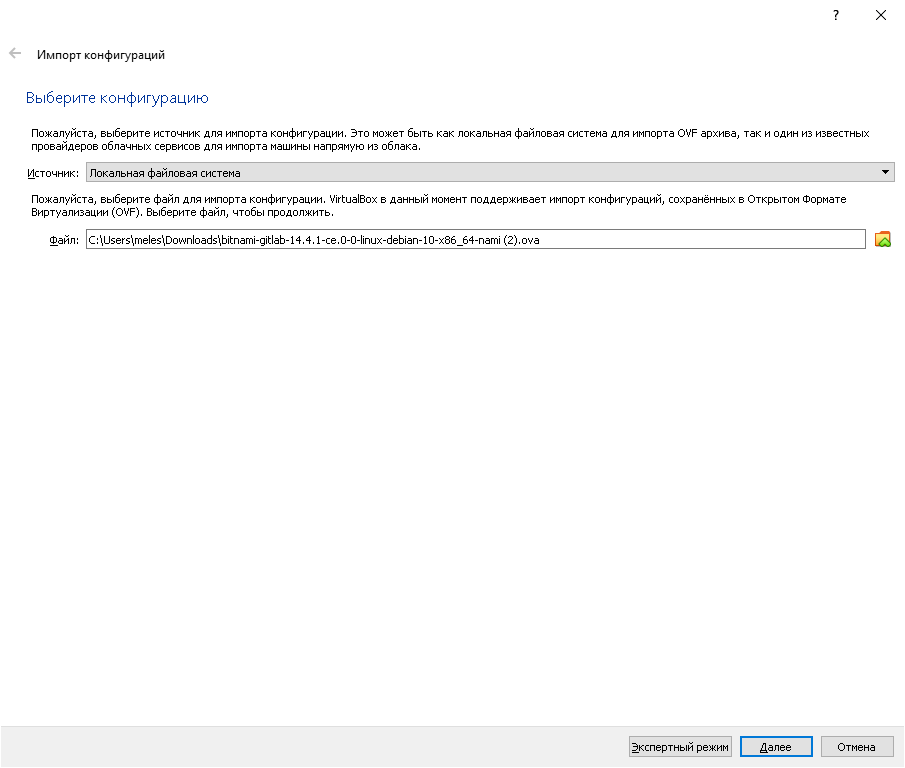 ?
Импорт конфигураций
Выберите конфигурацию
Пожалуйста, выберите источник для импорта конфигурации. Это может быть как локальная файловая система для импорта OVF архива, так и один из известных
провайдеров облачных сервисов для импорта машины напрямую из облака.
Источник: Локальная файловая система
Пожалуйста, выберите файл для импорта конфигурации. VirtualBox в данный момент поддерживает импорт конфигураций, сохранённых в Открытом Формате
Виртуализации (OVF). Выберите файл, чтобы продолжить.
Файл: C:\Users\meles\Downloads\bitnami-gitlab-14.4.1-ce.0-0-linux-debian-10-x86_64-nami (2).ova
Экспертный режим Далее Отмена